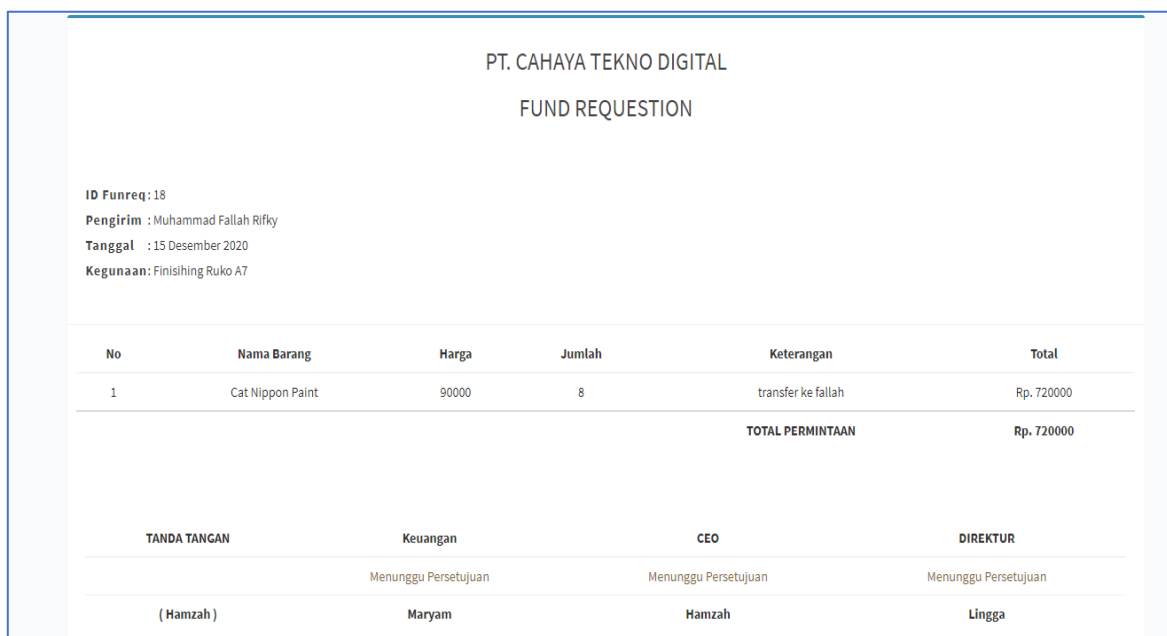 PT. CAHAYA TEKNO DIGITAL
FUND REQUESTION
ID Funreq : 18
Pengirim : Muhammad Fallah Rifky
Tanggal : 15 Desember 2020
Kegunaan : Finisihing Ruko A7
No Nama Barang Harga Jumlah Keterangan Total
1 Cat Nippon Paint 90000 8 transfer ke fallah Rp. 720000
TOTAL PERMINTAAN Rp. 720000
TANDA TANGAN Keuangan CEO DIREKTUR
Menunggu Persetujuan Menunggu Persetujuan Menunggu Persetujuan
( Hamzah ) Maryam Hamzah Lingga